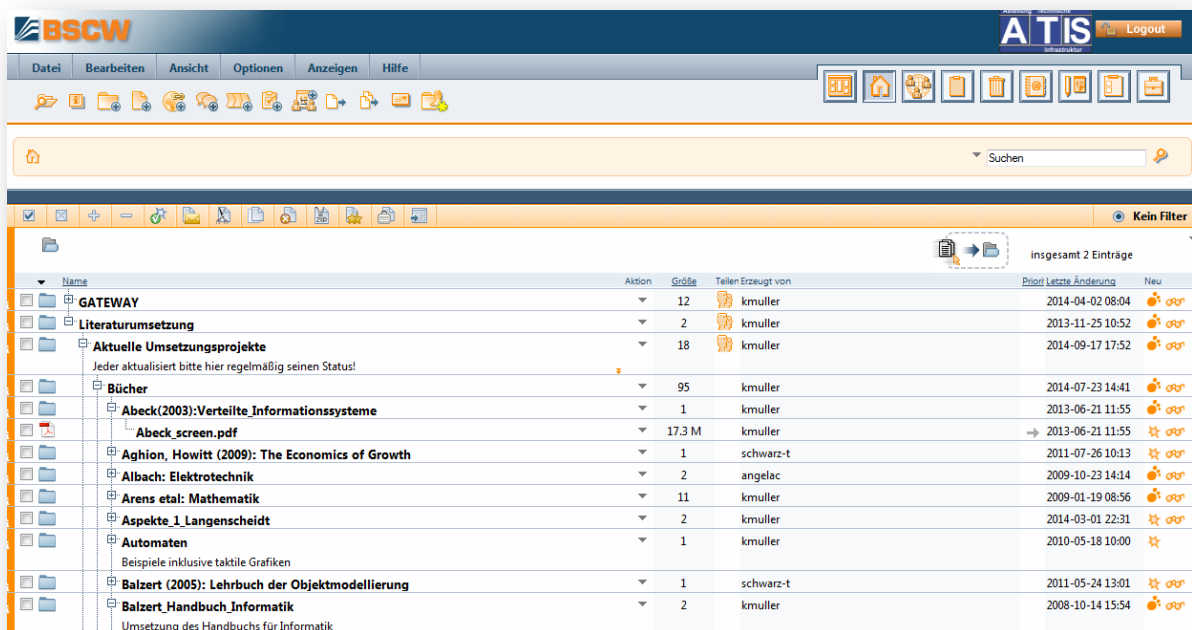 BSCW
Abteilung Technische
ATIS
Infrastruktur
Logout
Datei Bearbeiten Ansicht Optionen Anzeigen Hilfe
Suchen
Kein Filter
insgesamt 2 Einträge
Name Aktion Größe Teilen Erzeugt von Priori Letzte Änderung Neu
GATEWAY 12 kmuller 2014-04-02 08:04
Literaturumsetzung 2 kmuller 2013-11-25 10:52
Aktuelle Umsetzungsprojekte 18 kmuller 2014-09-17 17:52
Jeder aktualisiert bitte hier regelmäßig seinen Status!
Bücher 95 kmuller 2014-07-23 14:41
Abeck(2003):Verteilte_Informationssysteme 1 kmuller 2013-06-21 11:55
Abeck_screen.pdf 17.3 M kmuller 2013-06-21 11:55
Aghion, Howitt (2009): The Economics of Growth 1 schwarz-t 2011-07-26 10:13
Albach: Elektrotechnik 2 angelac 2009-10-23 14:14
Arens etal: Mathematik 11 kmuller 2009-01-19 08:56
Aspekte_1_Langenscheidt 2 kmuller 2014-03-01 22:31
Automaten 1 kmuller 2010-05-18 10:00
Beispiele inklusive taktile Grafiken
Balzert (2005): Lehrbuch der Objektmodellierung 1 schwarz-t 2011-05-24 13:01
Balzert_Handbuch_Informatik 2 kmuller 2008-10-14 15:54
Umsetzung des Handbuchs für Informatik